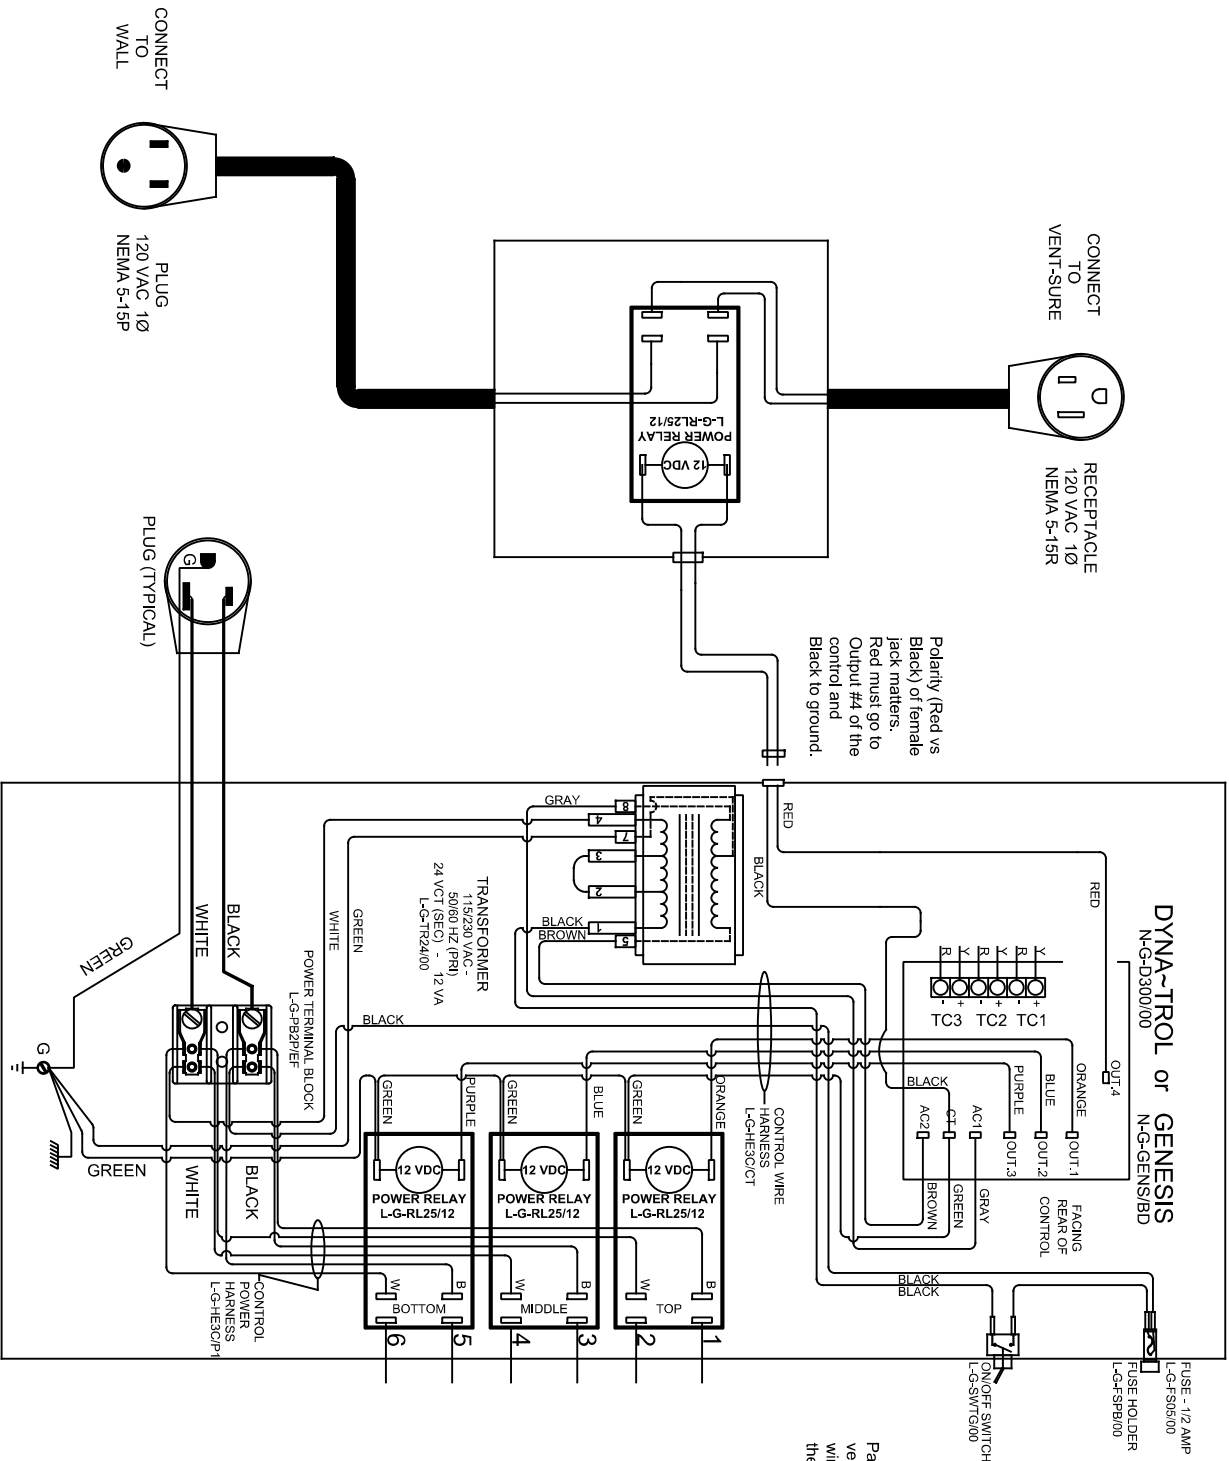 CONNECT
TO
WALL
PLUG
120 VAC 1Ø
NEMA 5-15P
CONNECT
TO
VENT-SURE
RECEPTACLE
120 VAC 1Ø
NEMA 5-15R
POWER RELAY
L-G-RL25/12
12 VDC
Polarity (Red vs
Black) of female
jack matters.
Red must go to
Output #4 of the
control and
Black to ground.
PLUG (TYPICAL)
G
GREEN
WHITE
BLACK
G
POWER TERMINAL BLOCK
L-G-PB2P/EF
GREEN
WHITE
BLACK
TRANSFORMER
115/230 VAC -
50/60 HZ (PRI)
24 VCT (SEC) - 12 VA
L-G-TR24/00
GRAY
8
4
7
3
2
1
5
BLACK
BROWN
WHITE
GREEN
BLACK
RED
BLACK
RED
DYNA~TROL or GENESIS
N-G-D300/00
N-G-GENS/BD
R
Y
R
Y
R
Y
-
+
-
+
-
+
TC3
TC2
TC1
OUT.4
ORANGE
BLUE
PURPLE
BLACK
OUT.1
OUT.2
OUT.3
AC1
CT
AC2
GRAY
GREEN
BROWN
FACING
REAR OF
CONTROL
CONTROL WIRE
HARNESS
L-G-HE3C/CT
GREEN
PURPLE
GREEN
BLUE
GREEN
ORANGE
12 VDC
POWER RELAY
L-G-RL25/12
12 VDC
POWER RELAY
L-G-RL25/12
12 VDC
POWER RELAY
L-G-RL25/12
W
B
BOTTOM
W
B
MIDDLE
W
B
TOP
6
5
4
3
2
1
CONTROL
POWER
HARNESS
L-G-HE3C/P1
BLACK
BLACK
FUSE - 1/2 AMP
L-G-FS05/00
FUSE HOLDER
L-G-FSPB/00
ON/OFF SWITCH
L-G-SWTG/00